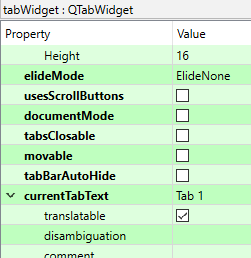 tabWidget : QTabWidget
Property Value
Height 16
elideMode ElideNone
usesScrollButtons
documentMode
tabsClosable
movable
tabBarAutoHide
currentTabText Tab 1
translatable
disambiguation
comment